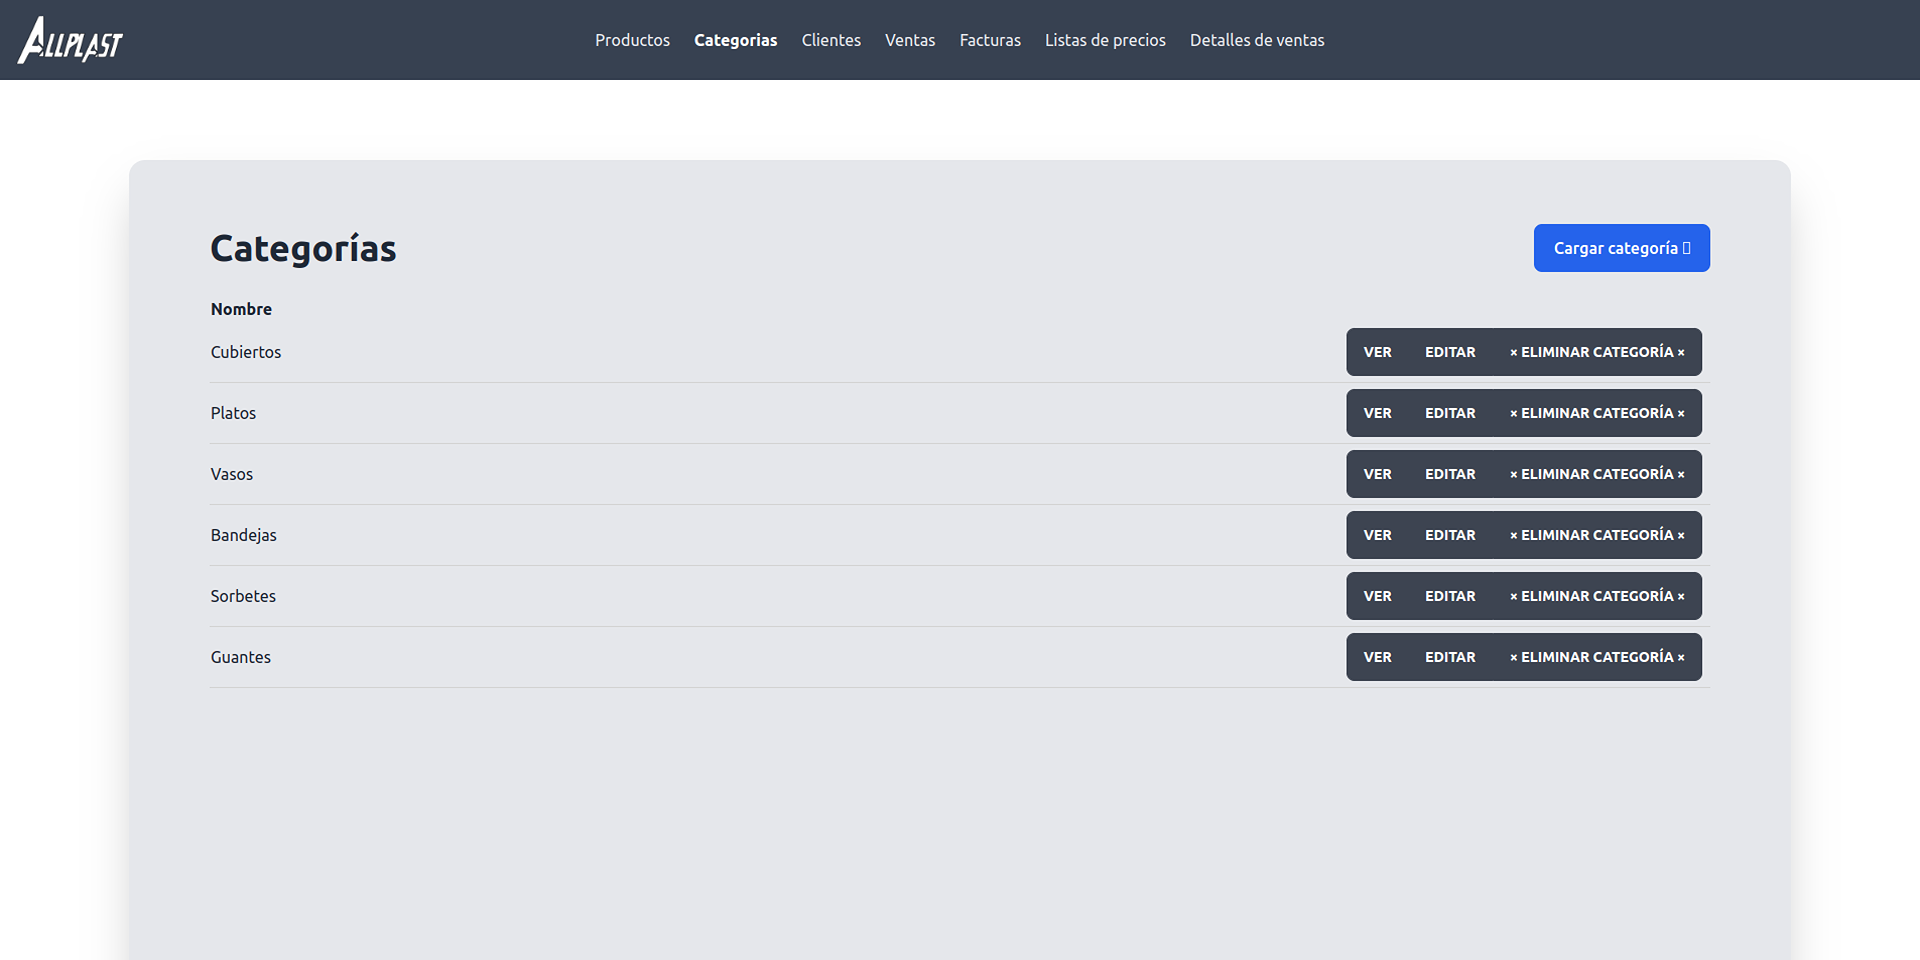 ALLPLAST
Productos Categorias Clientes Ventas Facturas Listas de precios Detalles de ventas
Categorías
Cargar categoría
Nombre
Cubiertos VER EDITAR × ELIMINAR CATEGORÍA ×
Platos VER EDITAR × ELIMINAR CATEGORÍA ×
Vasos VER EDITAR × ELIMINAR CATEGORÍA ×
Bandejas VER EDITAR × ELIMINAR CATEGORÍA ×
Sorbetes VER EDITAR × ELIMINAR CATEGORÍA ×
Guantes VER EDITAR × ELIMINAR CATEGORÍA ×